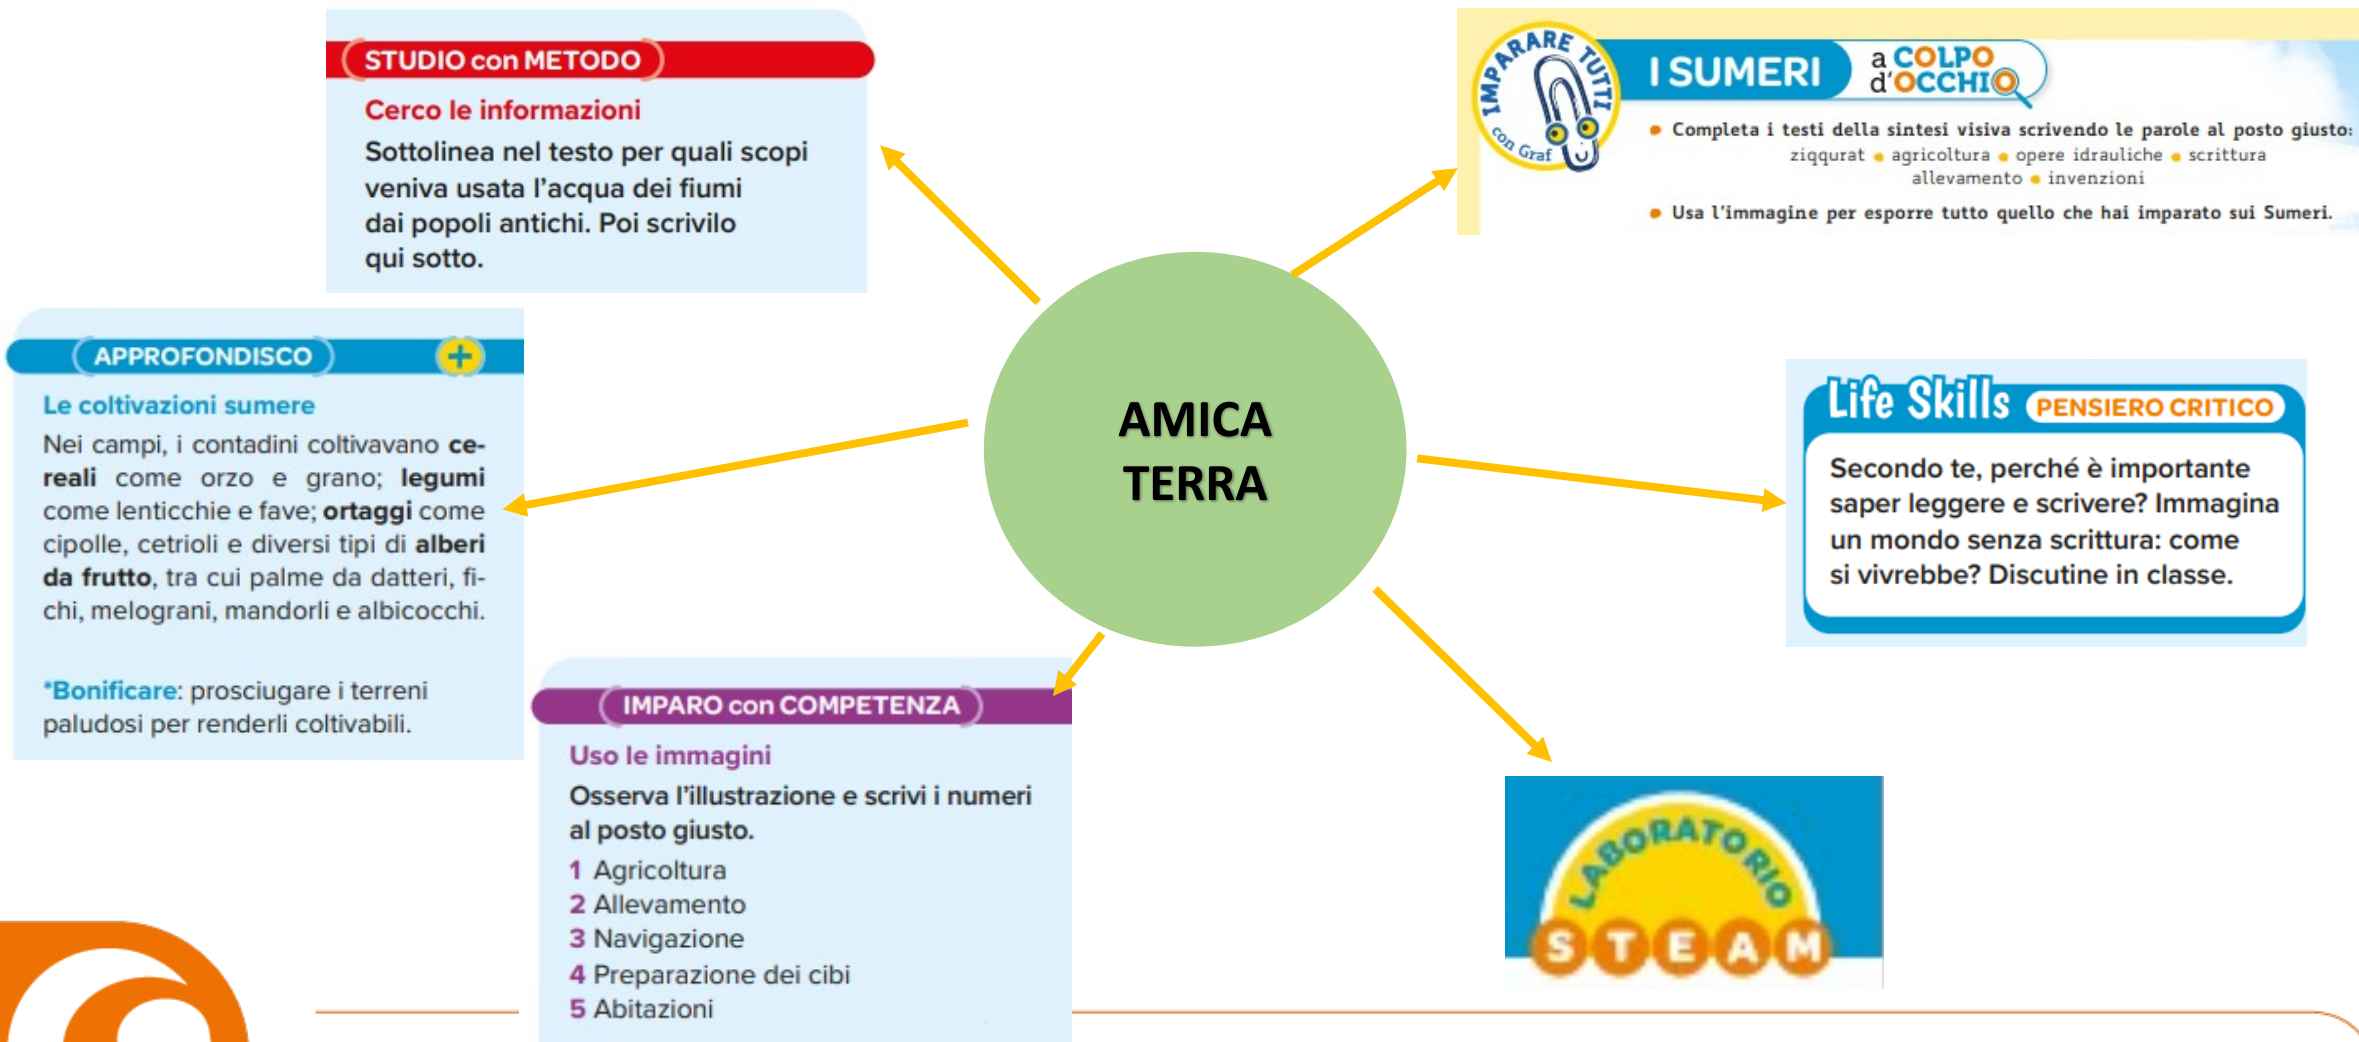 STUDIO con METODO
Cerco le informazioni
Sottolinea nel testo per quali scopi
veniva usata l'acqua dei fiumi
dai popoli antichi. Poi scrivilo
qui sotto.
IMPARARE TUTTI
con Graf
I SUMERI
a COLPO
d'OCCHIO
• Completa i testi della sintesi visiva scrivendo le parole al posto giusto:
ziqqurat • agricoltura • opere idrauliche • scrittura
allevamento • invenzioni
• Usa l'immagine per esporre tutto quello che hai imparato sui Sumeri.
APPROFONDISCO +
Le coltivazioni sumere
Nei campi, i contadini coltivavano ce-
reali come orzo e grano; legumi
come lenticchie e fave; ortaggi come
cipolle, cetrioli e diversi tipi di alberi
da frutto, tra cui palme da datteri, fi-
chi, melograni, mandorli e albicocchi.
*Bonificare: prosciugare i terreni
paludosi per renderli coltivabili.
AMICA
TERRA
Life Skills PENSIERO CRITICO
Secondo te, perché è importante
saper leggere e scrivere? Immagina
un mondo senza scrittura: come
si vivrebbe? Discutine in classe.
IMPARO con COMPETENZA
Uso le immagini
Osserva l'illustrazione e scrivi i numeri
al posto giusto.
1 Agricoltura
2 Allevamento
3 Navigazione
4 Preparazione dei cibi
5 Abitazioni
LABORATORIO
STEAM